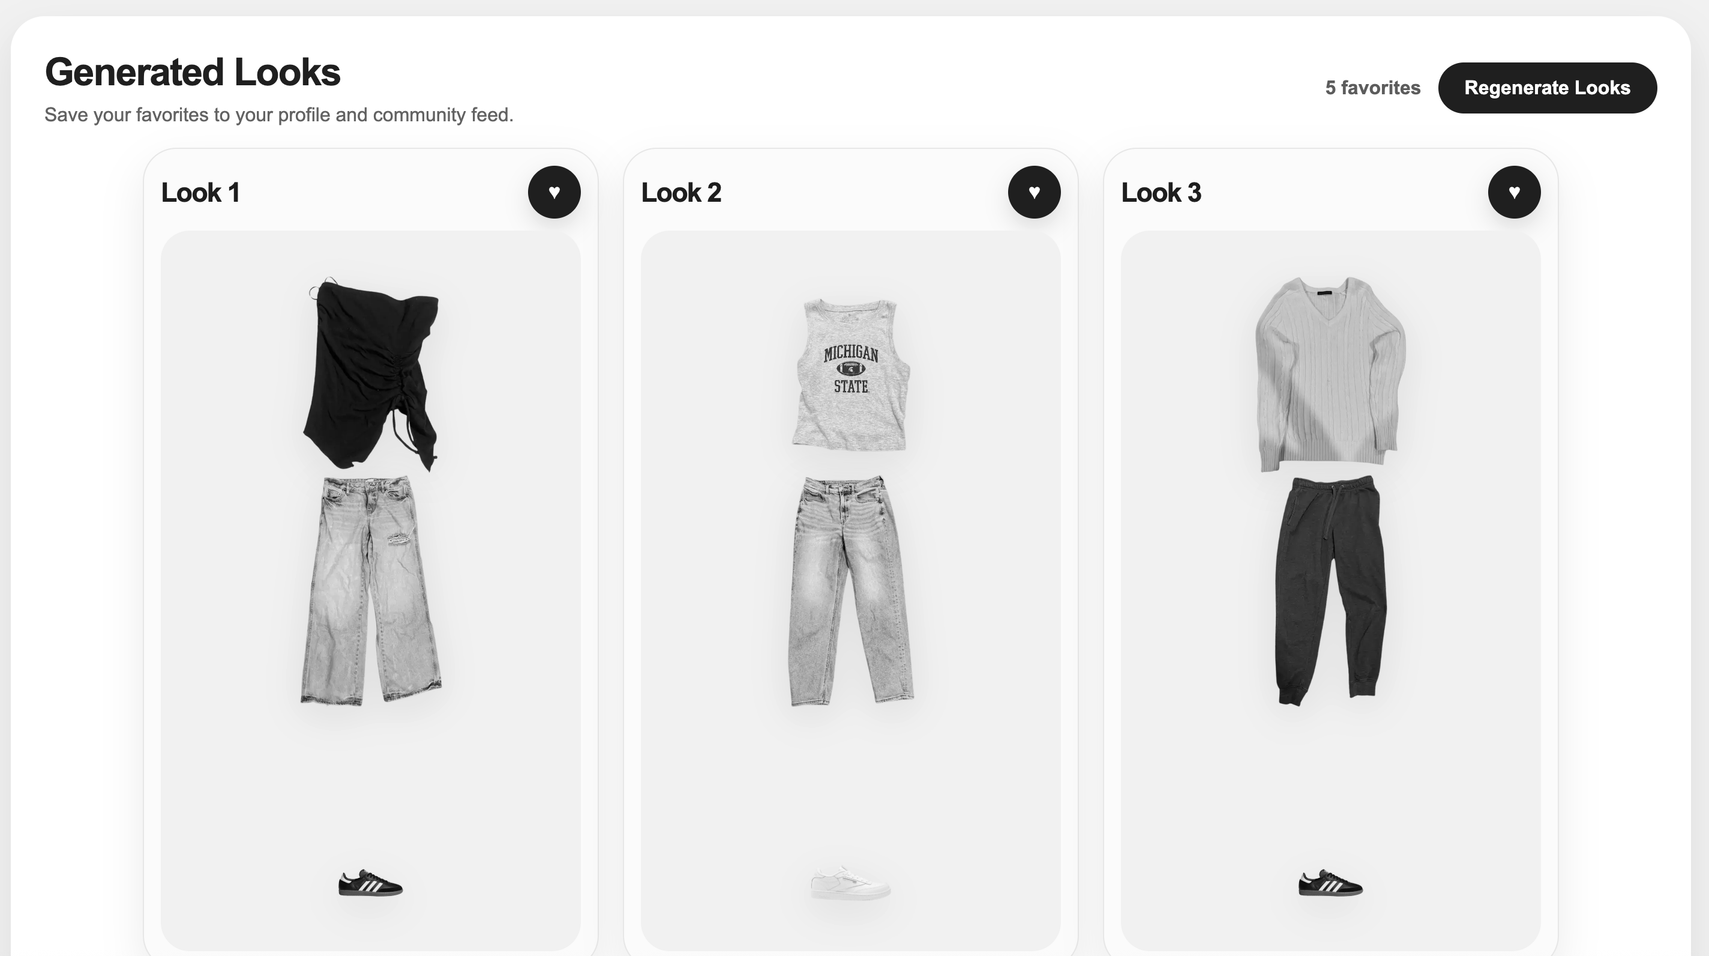 Generated Looks
Save your favorites to your profile and community feed.
5 favorites
Regenerate Looks
Look 1
Look 2
Look 3
MICHIGAN
STATE